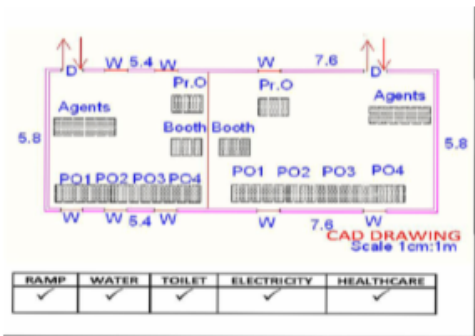 W 5.4 W W 7.6
D D
Pr.O Pr.O
Agents Agents
Booth Booth
5.8 5.8
PO1 PO2 PO3 PO4 PO1 PO2 PO3 PO4
W W W W W
5.4 7.6
CAD DRAWING
Scale 1cm:1m
RAMP WATER TOILET ELECTRICITY HEALTHCARE
✓ ✓ ✓ ✓ ✓